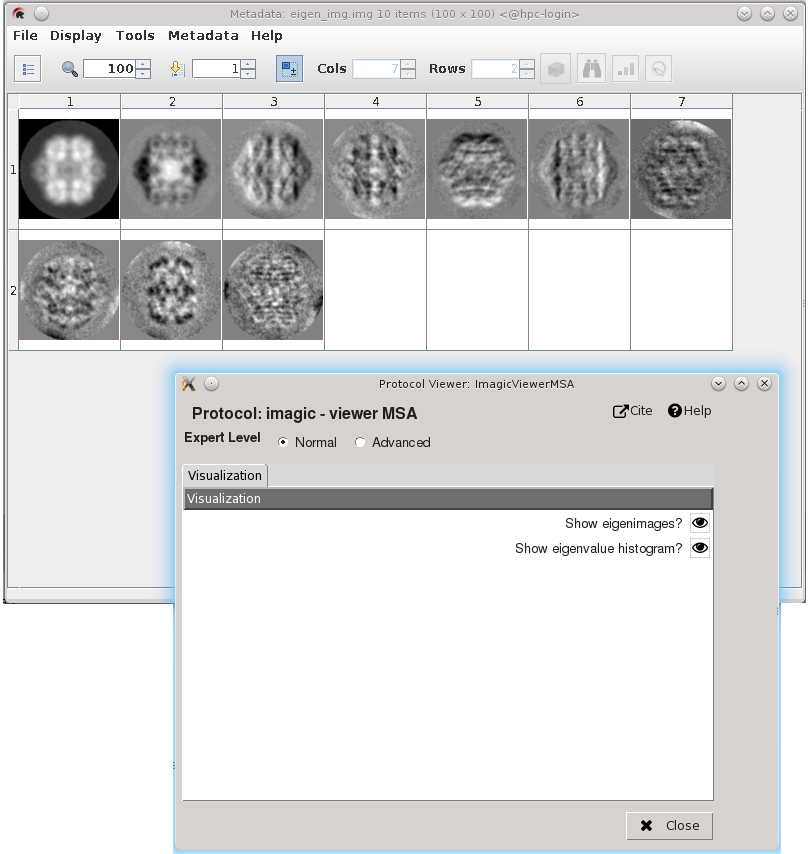 Metadata: eigen_img.img 10 items (100 x 100) <@hpc-login>
File Display Tools Metadata Help
100 1 Cols 7 Rows 2
1 2 3 4 5 6 7
1
2
Protocol Viewer: ImagicViewerMSA
Protocol: imagic - viewer MSA
Cite Help
Expert Level Normal Advanced
Visualization
Visualization
Show eigenimages?
Show eigenvalue histogram?
Close